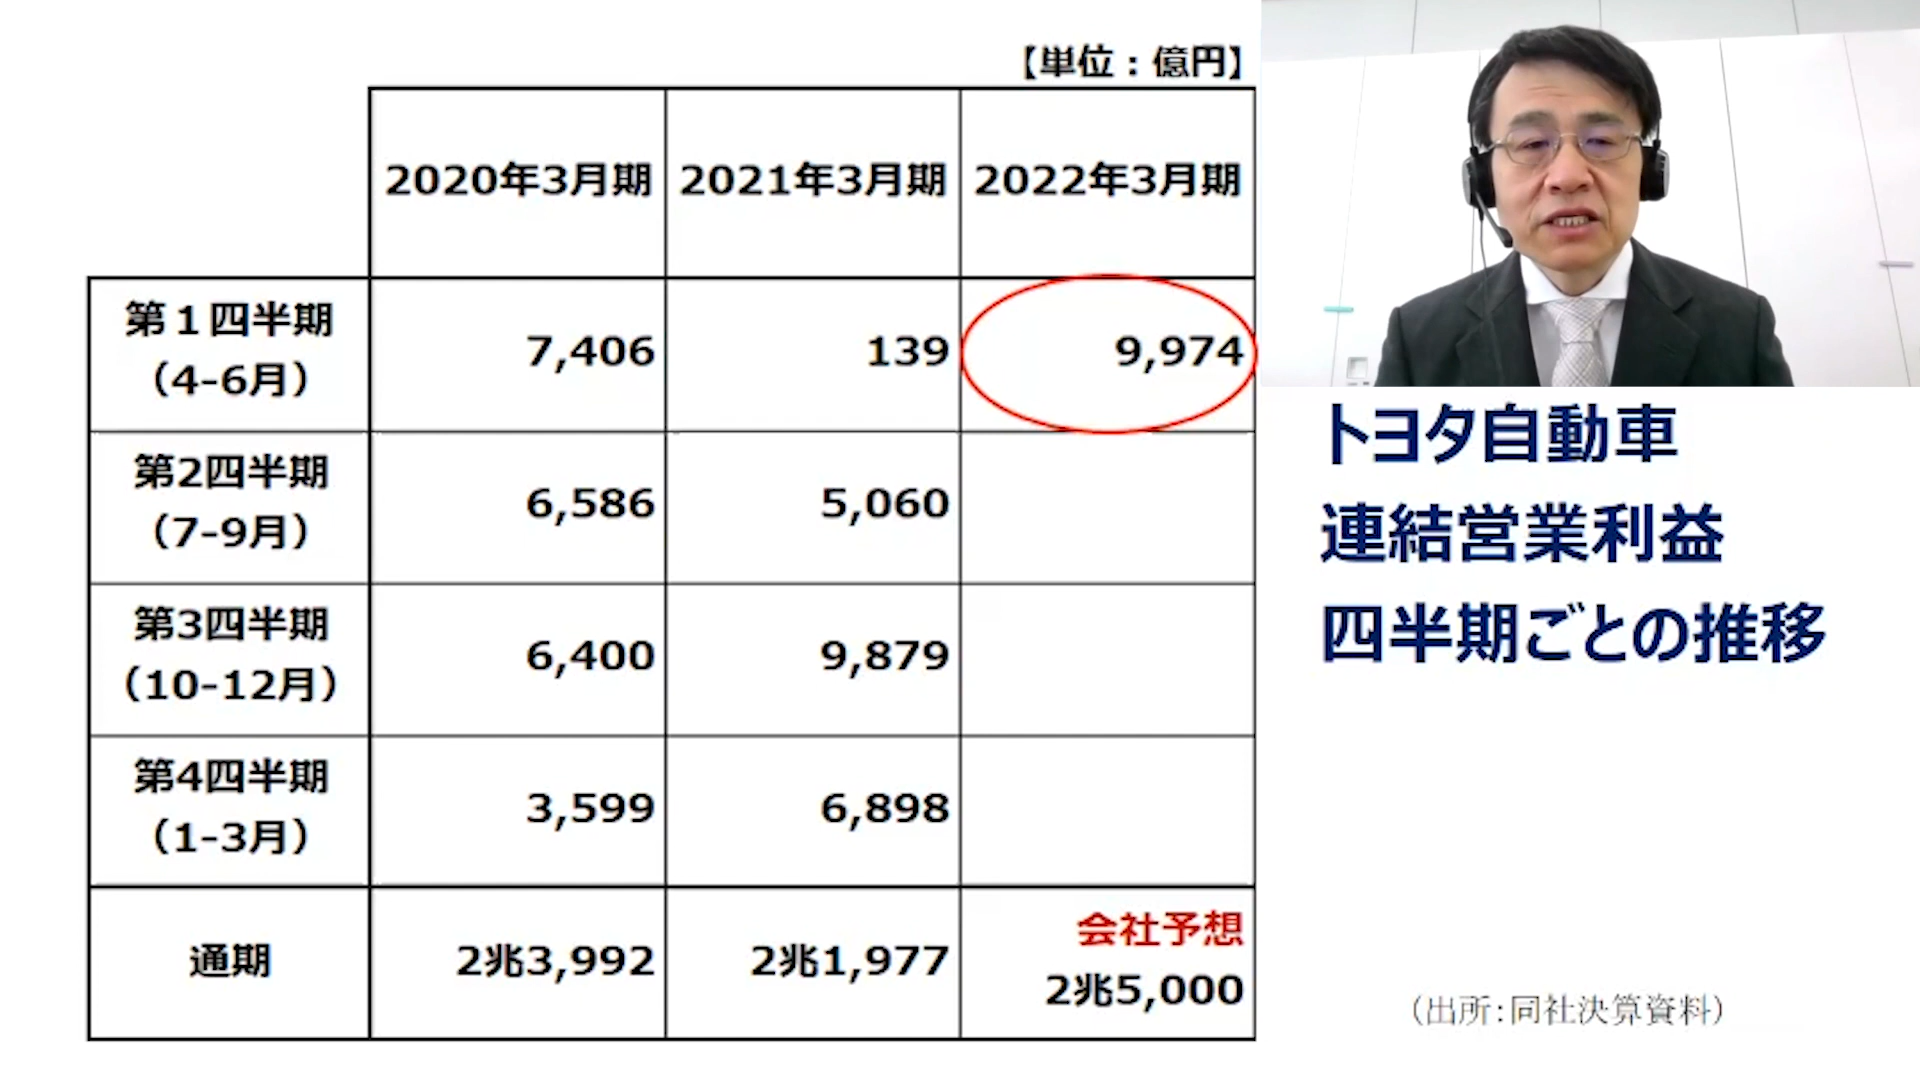 【単位：億円】
2020年3月期 2021年3月期 2022年3月期
第１四半期
（4-6月） 7,406 139 9,974
第2四半期
（7-9月） 6,586 5,060
第3四半期
（10-12月） 6,400 9,879
第4四半期
（1-3月） 3,599 6,898
通期 2兆3,992 2兆1,977 会社予想
2兆5,000
トヨタ自動車
連結営業利益
四半期ごとの推移
（出所：同社決算資料）